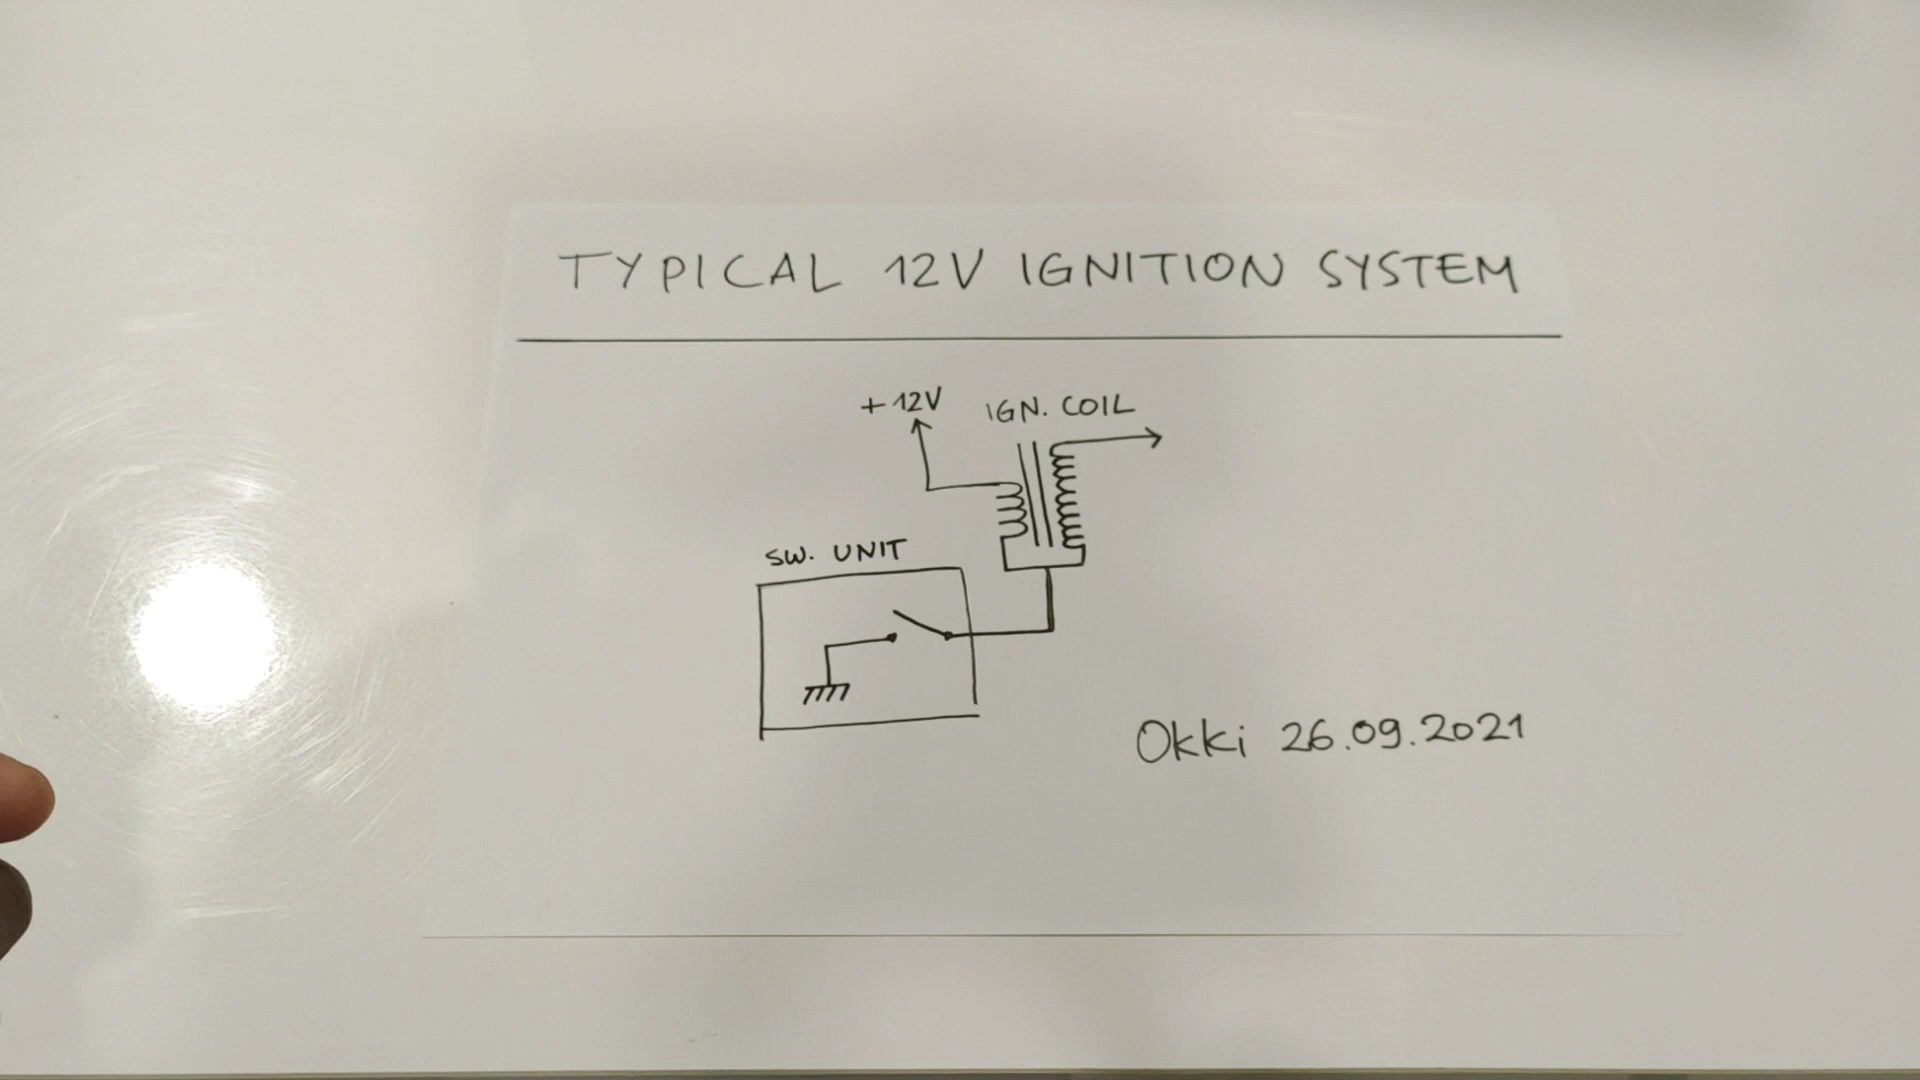 TYPICAL 12V IGNITION SYSTEM
+12V
IGN. COIL
SW. UNIT
Okki 26.09.2021